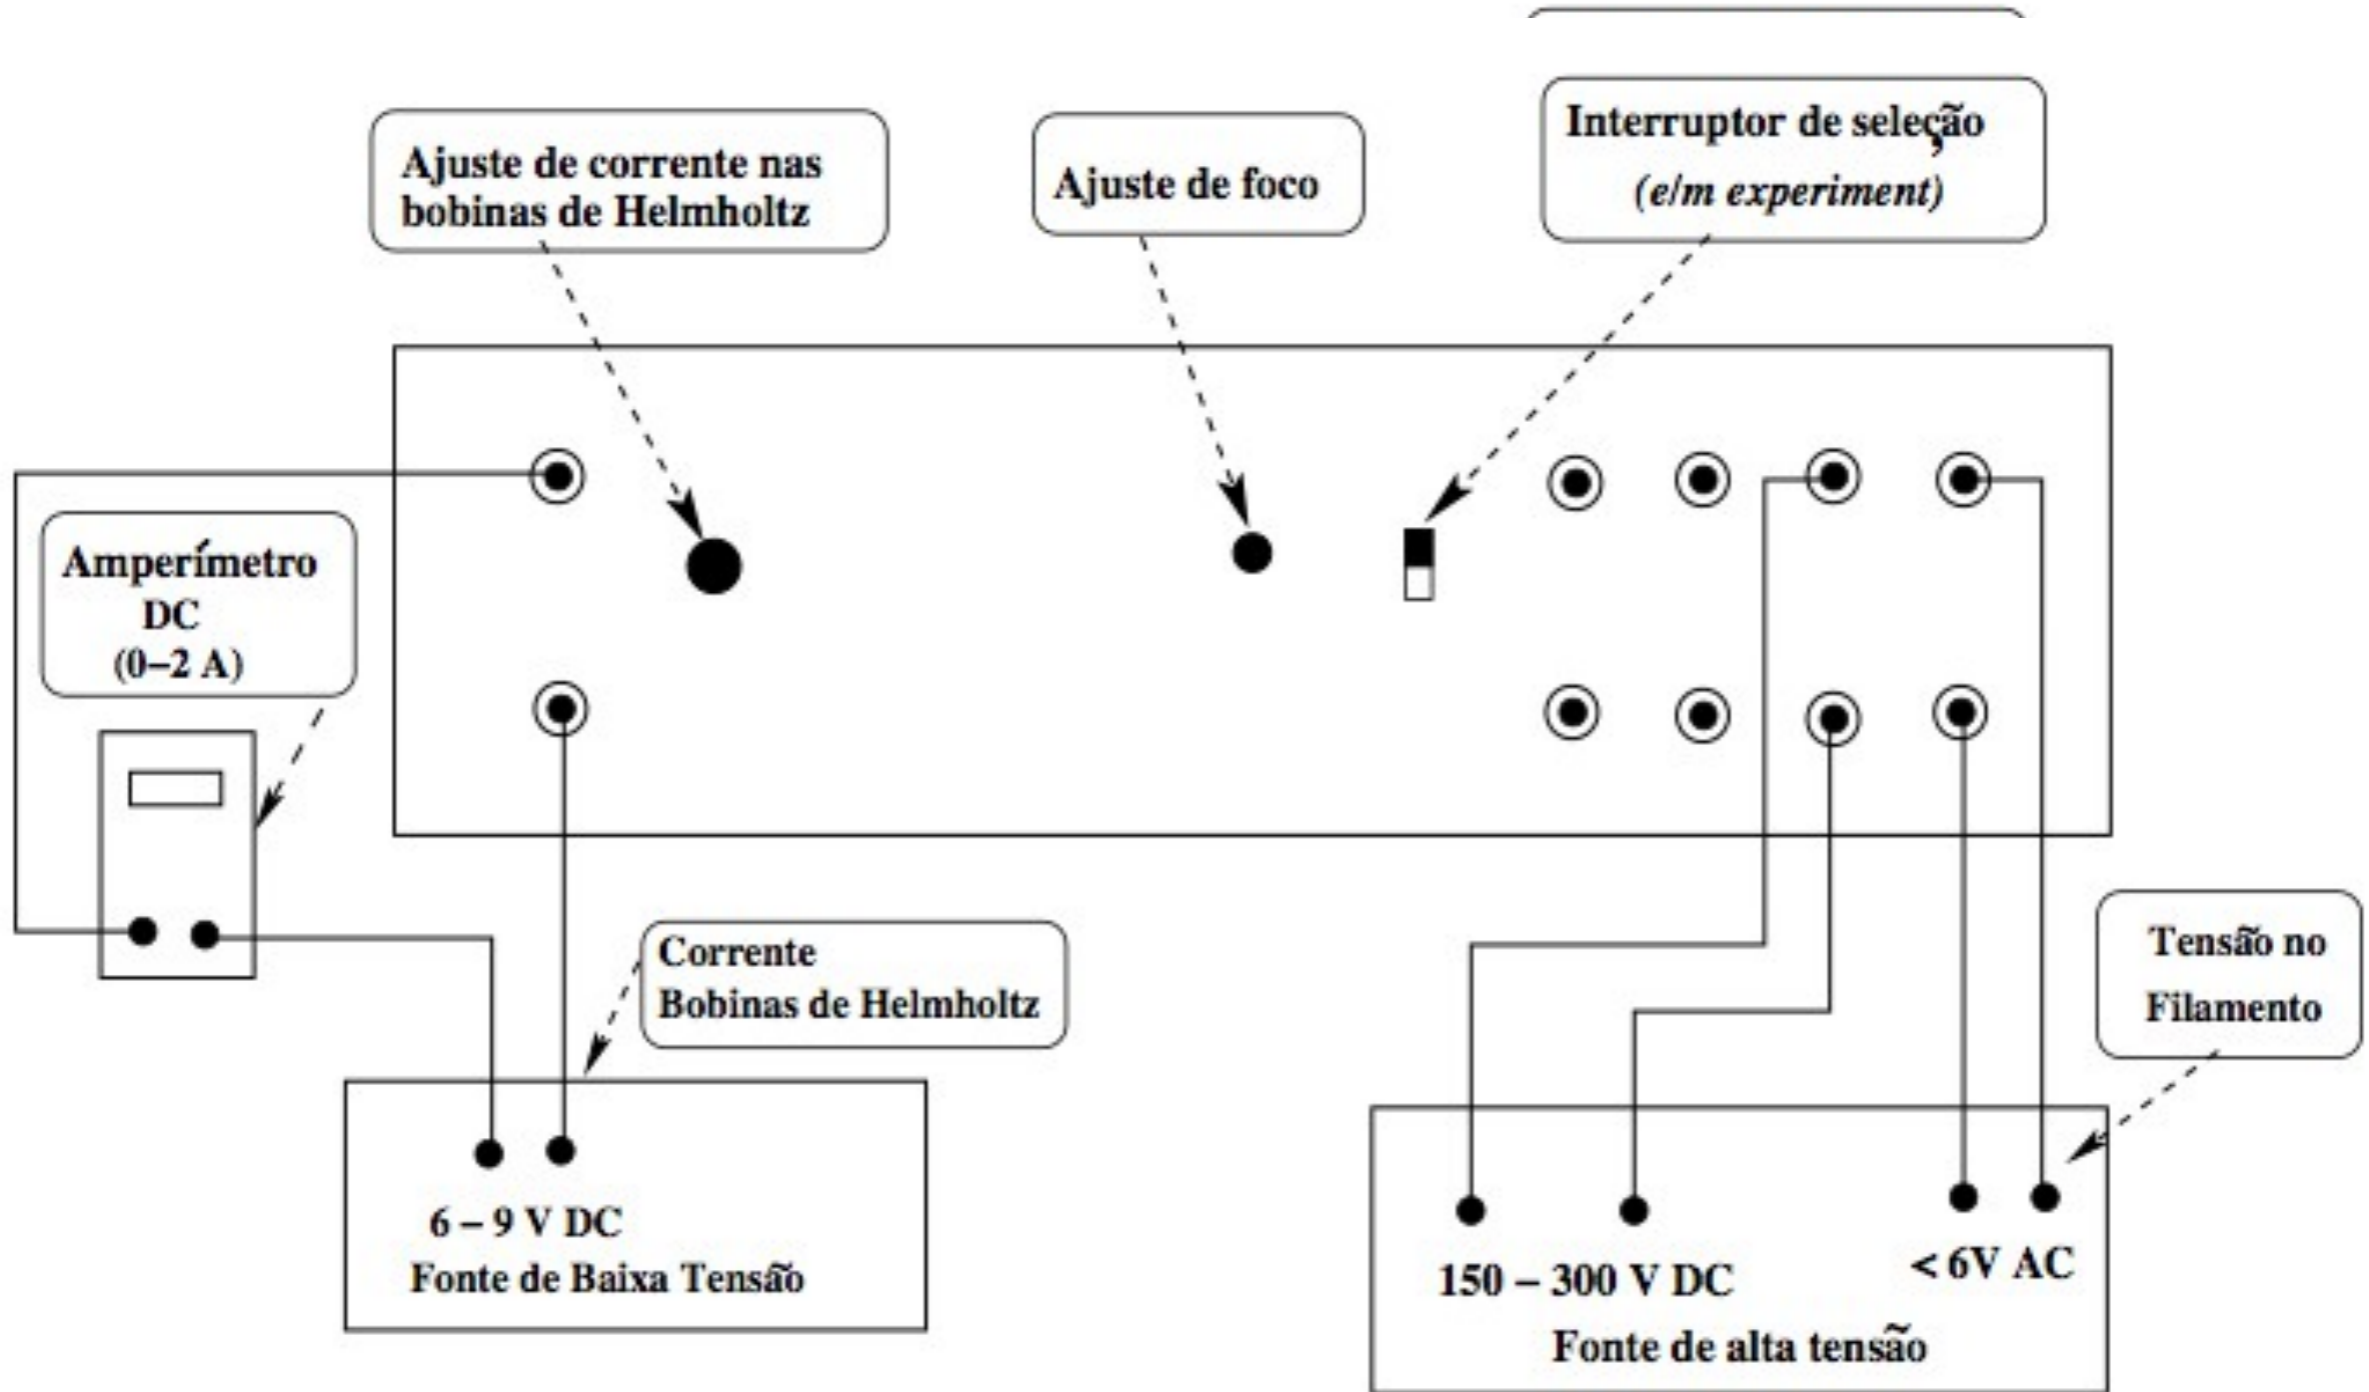 Ajuste de corrente nas
bobinas de Helmholtz
Ajuste de foco
Interruptor de seleção
(e/m experiment)
Amperímetro
DC
(0–2 A)
Corrente
Bobinas de Helmholtz
Tensão no
Filamento
6 – 9 V DC
Fonte de Baixa Tensão
150 – 300 V DC
< 6V AC
Fonte de alta tensão